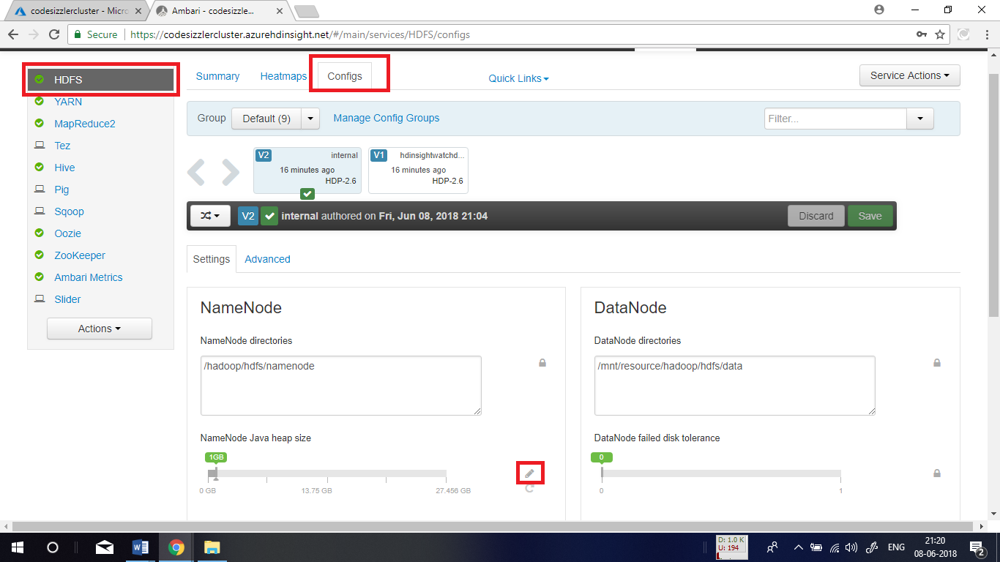 codesizzlercluster - Micro
Ambari - codesizzle...
Secure
https://codesizzlercluster.azurehdinsight.net/#/main/services/HDFS/configs
HDFS
YARN
MapReduce2
Tez
Hive
Pig
Sqoop
Oozie
ZooKeeper
Ambari Metrics
Slider
Actions
Summary
Heatmaps
Configs
Quick Links
Service Actions
Group
Default (9)
Manage Config Groups
Filter...
V2
internal
16 minutes ago
HDP-2.6
V1
hdinsightwatchd...
16 minutes ago
HDP-2.6
V2
internal authored on Fri, Jun 08, 2018 21:04
Discard
Save
Settings
Advanced
NameNode
NameNode directories
/hadoop/hdfs/namenode
NameNode Java heap size
1GB
0 GB
13.75 GB
27.456 GB
DataNode
DataNode directories
/mnt/resource/hadoop/hdfs/data
DataNode failed disk tolerance
0
0
1
D: 1.0 K
U: 194
ENG
21:20
08-06-2018
2